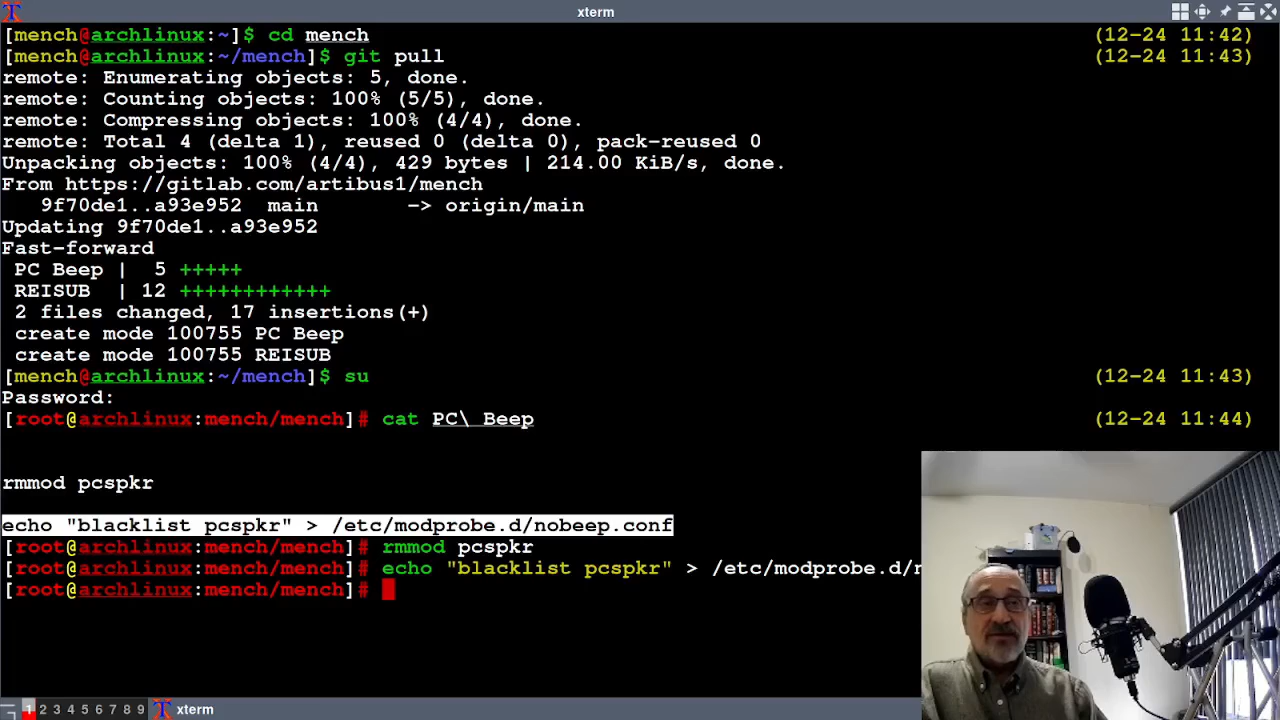 xterm
[mench@archlinux:~]$ cd mench (12-24 11:42)
[mench@archlinux:~/mench]$ git pull (12-24 11:43)
remote: Enumerating objects: 5, done.
remote: Counting objects: 100% (5/5), done.
remote: Compressing objects: 100% (4/4), done.
remote: Total 4 (delta 1), reused 0 (delta 0), pack-reused 0
Unpacking objects: 100% (4/4), 429 bytes | 214.00 KiB/s, done.
From https://gitlab.com/artibus1/mench
9f70de1..a93e952 main -> origin/main
Updating 9f70de1..a93e952
Fast-forward
PC Beep | 5 +++++
REISUB | 12 ++++++++++++
2 files changed, 17 insertions(+)
create mode 100755 PC Beep
create mode 100755 REISUB
[mench@archlinux:~/mench]$ su (12-24 11:43)
Password:
[root@archlinux:mench/mench]# cat PC\ Beep (12-24 11:44)
rmmod pcspkr
echo "blacklist pcspkr" > /etc/modprobe.d/nobeep.conf
[root@archlinux:mench/mench]# rmmod pcspkr
[root@archlinux:mench/mench]# echo "blacklist pcspkr" > /etc/modprobe.d/n
[root@archlinux:mench/mench]#
1 2 3 4 5 6 7 8 9 xterm